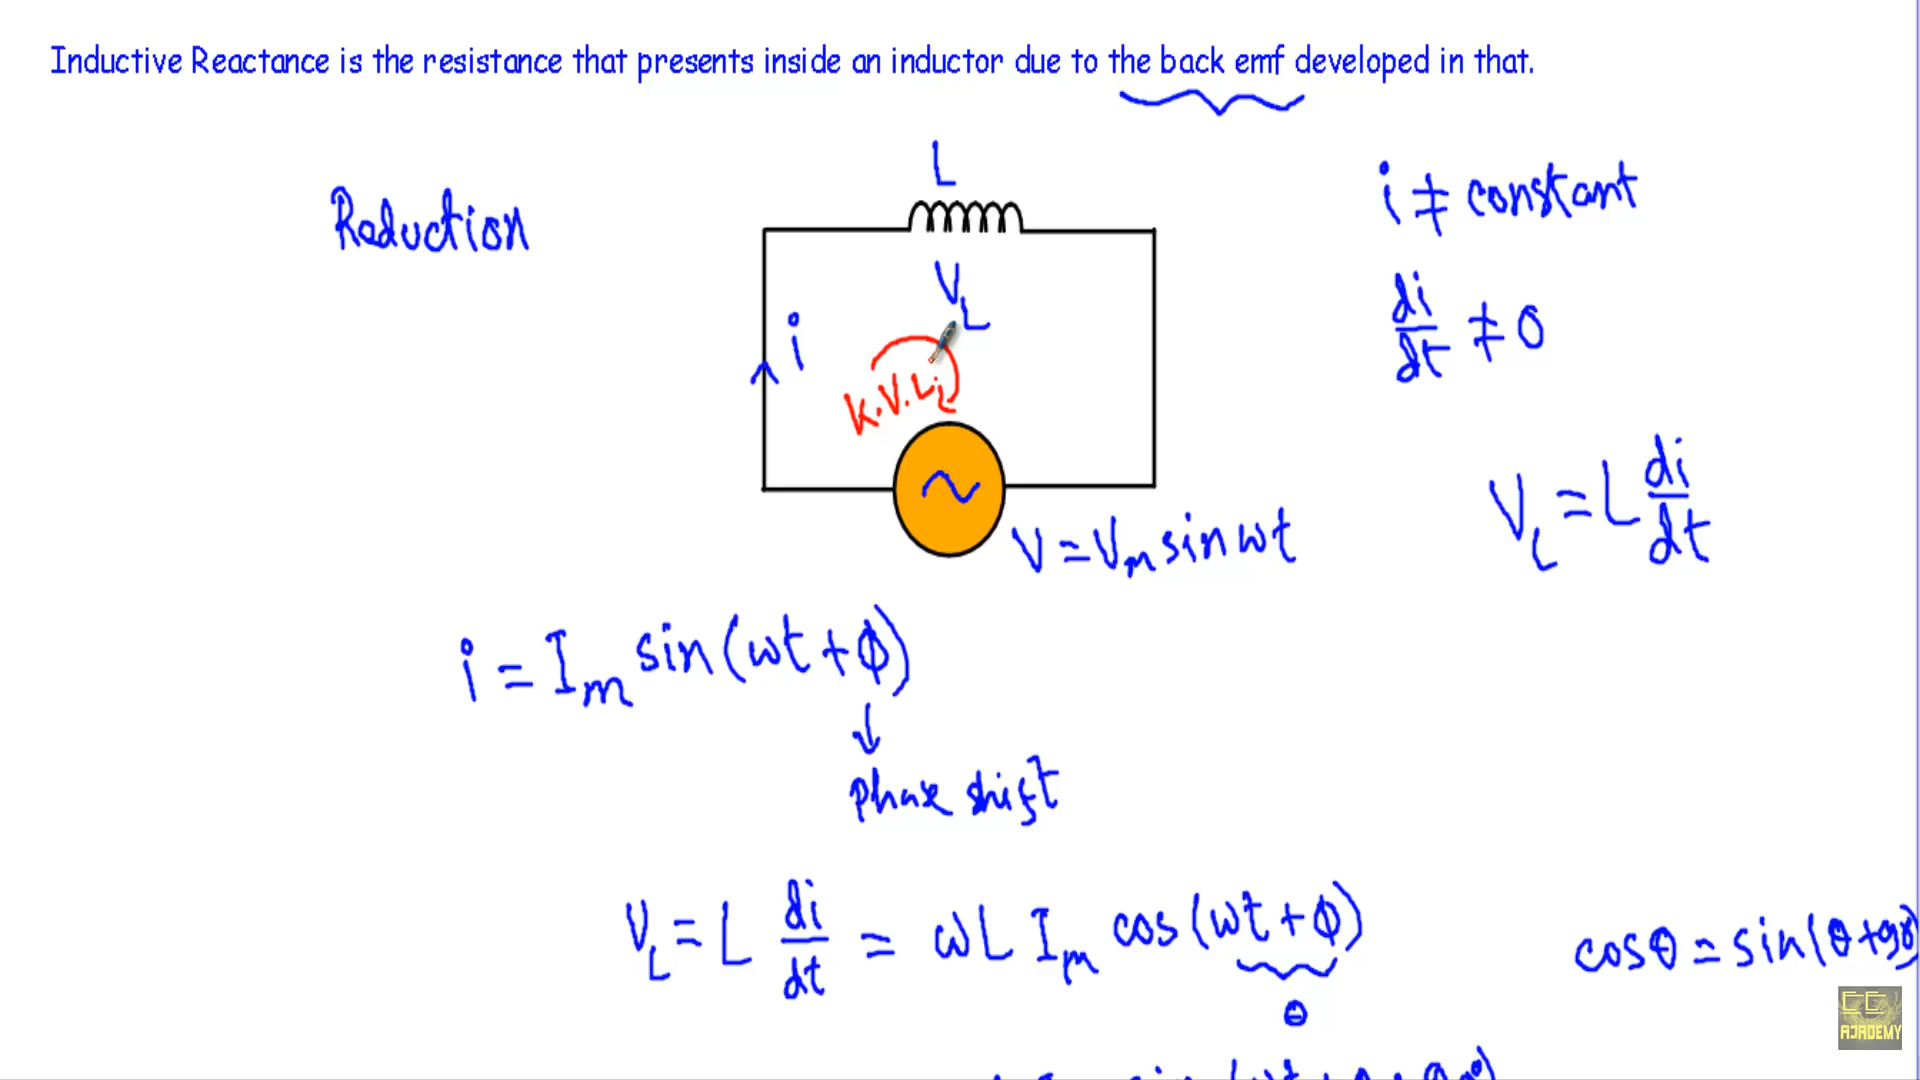 Inductive Reactance is the resistance that presents inside an inductor due to the back emf developed in that.
L
Reduction
i ≠ constant
V_L
i
di/dt ≠ 0
K.V.L
V_L = L di/dt
V = V_m sin ωt
i = I_m sin(ωt + ϕ)
↓
phase shift
V_L = L di/dt = ωL I_m cos(ωt + ϕ)
cosθ = sin(θ+90°)
θ
EE
ACADEMY